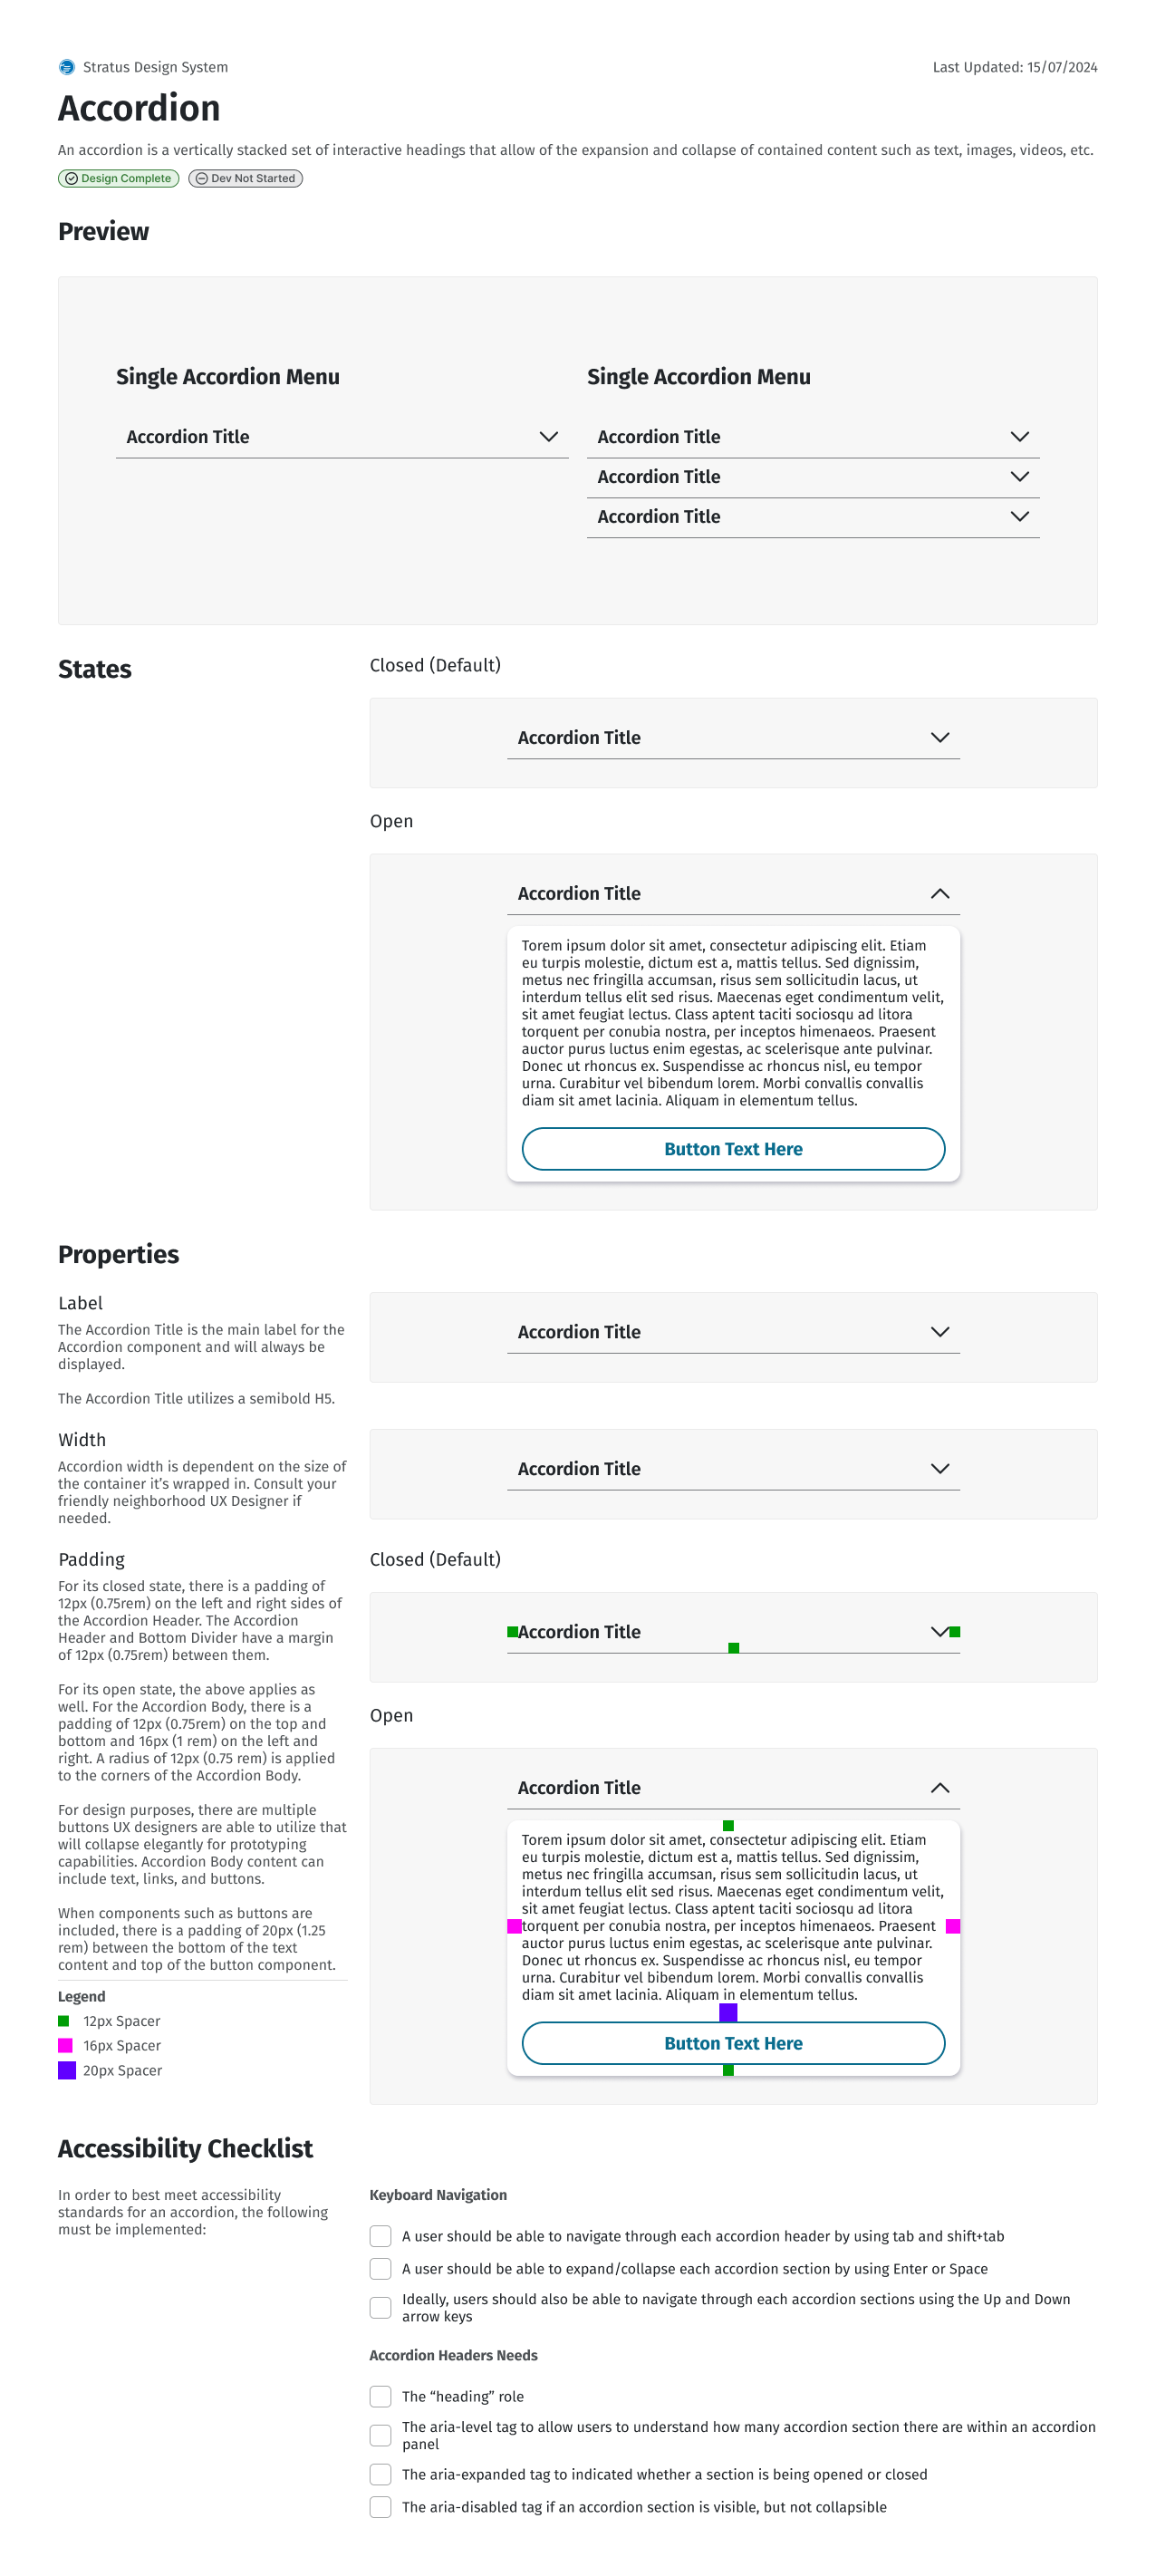 Stratus Design System
Last Updated: 15/07/2024
Accordion
An accordion is a vertically stacked set of interactive headings that allow of the expansion and collapse of contained content such as text, images, videos, etc.
Design Complete
Dev Not Started
Preview
Single Accordion Menu
Accordion Title
Single Accordion Menu
Accordion Title
Accordion Title
Accordion Title
States
Closed (Default)
Accordion Title
Open
Accordion Title
Torem ipsum dolor sit amet, consectetur adipiscing elit. Etiam
eu turpis molestie, dictum est a, mattis tellus. Sed dignissim,
metus nec fringilla accumsan, risus sem sollicitudin lacus, ut
interdum tellus elit sed risus. Maecenas eget condimentum velit,
sit amet feugiat lectus. Class aptent taciti sociosqu ad litora
torquent per conubia nostra, per inceptos himenaeos. Praesent
auctor purus luctus enim egestas, ac scelerisque ante pulvinar.
Donec ut rhoncus ex. Suspendisse ac rhoncus nisl, eu tempor
urna. Curabitur vel bibendum lorem. Morbi convallis convallis
diam sit amet lacinia. Aliquam in elementum tellus.
Button Text Here
Properties
Label
The Accordion Title is the main label for the
Accordion component and will always be
displayed.
The Accordion Title utilizes a semibold H5.
Accordion Title
Width
Accordion width is dependent on the size of
the container it’s wrapped in. Consult your
friendly neighborhood UX Designer if
needed.
Accordion Title
Padding
For its closed state, there is a padding of
12px (0.75rem) on the left and right sides of
the Accordion Header. The Accordion
Header and Bottom Divider have a margin
of 12px (0.75rem) between them.
For its open state, the above applies as
well. For the Accordion Body, there is a
padding of 12px (0.75rem) on the top and
bottom and 16px (1 rem) on the left and
right. A radius of 12px (0.75 rem) is applied
to the corners of the Accordion Body.
For design purposes, there are multiple
buttons UX designers are able to utilize that
will collapse elegantly for prototyping
capabilities. Accordion Body content can
include text, links, and buttons.
When components such as buttons are
included, there is a padding of 20px (1.25
rem) between the bottom of the text
content and top of the button component.
Legend
12px Spacer
16px Spacer
20px Spacer
Closed (Default)
Accordion Title
Open
Accordion Title
Torem ipsum dolor sit amet, consectetur adipiscing elit. Etiam
eu turpis molestie, dictum est a, mattis tellus. Sed dignissim,
metus nec fringilla accumsan, risus sem sollicitudin lacus, ut
interdum tellus elit sed risus. Maecenas eget condimentum velit,
sit amet feugiat lectus. Class aptent taciti sociosqu ad litora
torquent per conubia nostra, per inceptos himenaeos. Praesent
auctor purus luctus enim egestas, ac scelerisque ante pulvinar.
Donec ut rhoncus ex. Suspendisse ac rhoncus nisl, eu tempor
urna. Curabitur vel bibendum lorem. Morbi convallis convallis
diam sit amet lacinia. Aliquam in elementum tellus.
Button Text Here
Accessibility Checklist
In order to best meet accessibility
standards for an accordion, the following
must be implemented:
Keyboard Navigation
A user should be able to navigate through each accordion header by using tab and shift+tab
A user should be able to expand/collapse each accordion section by using Enter or Space
Ideally, users should also be able to navigate through each accordion sections using the Up and Down
arrow keys
Accordion Headers Needs
The “heading” role
The aria-level tag to allow users to understand how many accordion section there are within an accordion
panel
The aria-expanded tag to indicated whether a section is being opened or closed
The aria-disabled tag if an accordion section is visible, but not collapsible